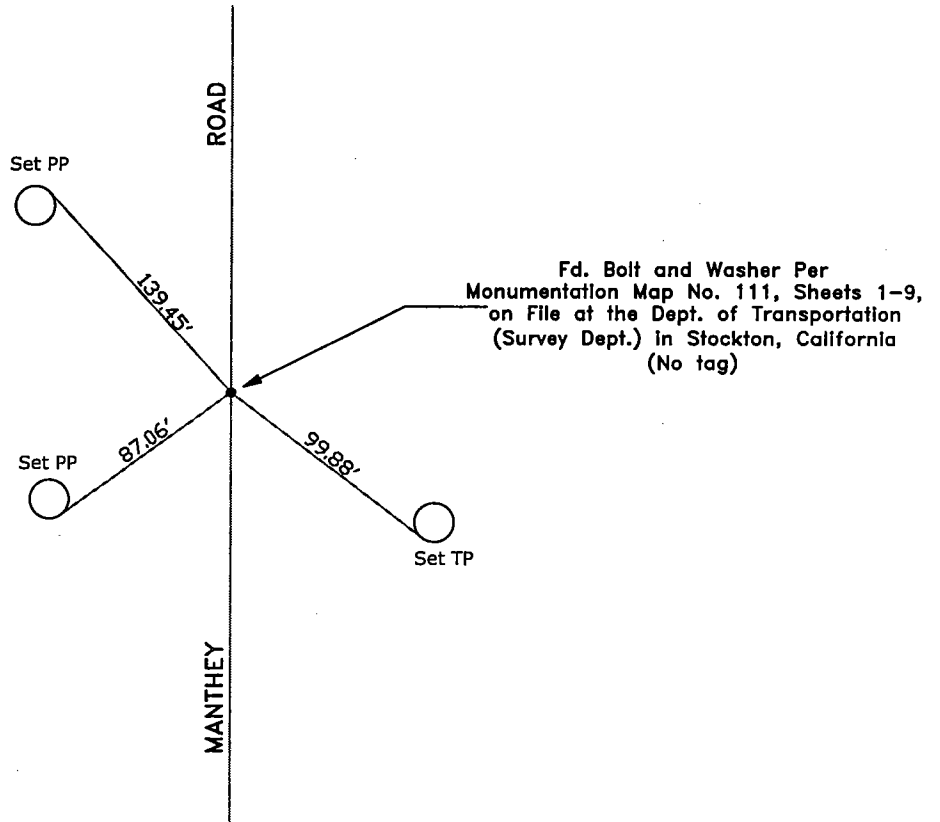 ROAD
Set PP
139.45'
Fd. Bolt and Washer Per
Monumentation Map No. 111, Sheets 1-9,
on File at the Dept. of Transportation
(Survey Dept.) in Stockton, California
(No tag)
87.06'
99.88'
Set PP
Set TP
MANTHEY